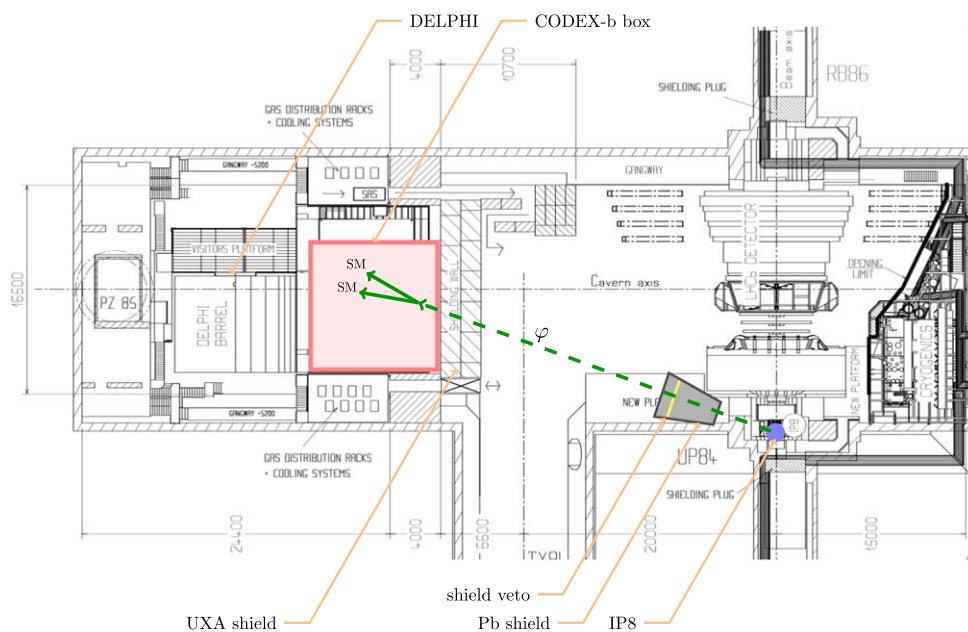 DELPHI
CODEX-b box
4000
10700
Beam axis
RB86
SHIELDING PLUG
GAS DISTRIBUTION RACKS
+ COOLING SYSTEMS
GANGWAY +5200
GANGWAY
SAS
16500
VISITORS PLATFORM
SM
SM
SHIELDING WALL
LHCb DETECTOR
OPENING
LIMIT
Cavern axis
PZ 85
DELPHI
BARREL
φ
CRYOGENICS
NEW PLATFORM
NEW PL
IP8
GANGWAY -5200
GAS DISTRIBUTION RACKS
+ COOLING SYSTEMS
UP84
SHIELDING PLUG
24400
4000
6600
20000
15000
shield veto
UXA shield
Pb shield
IP8